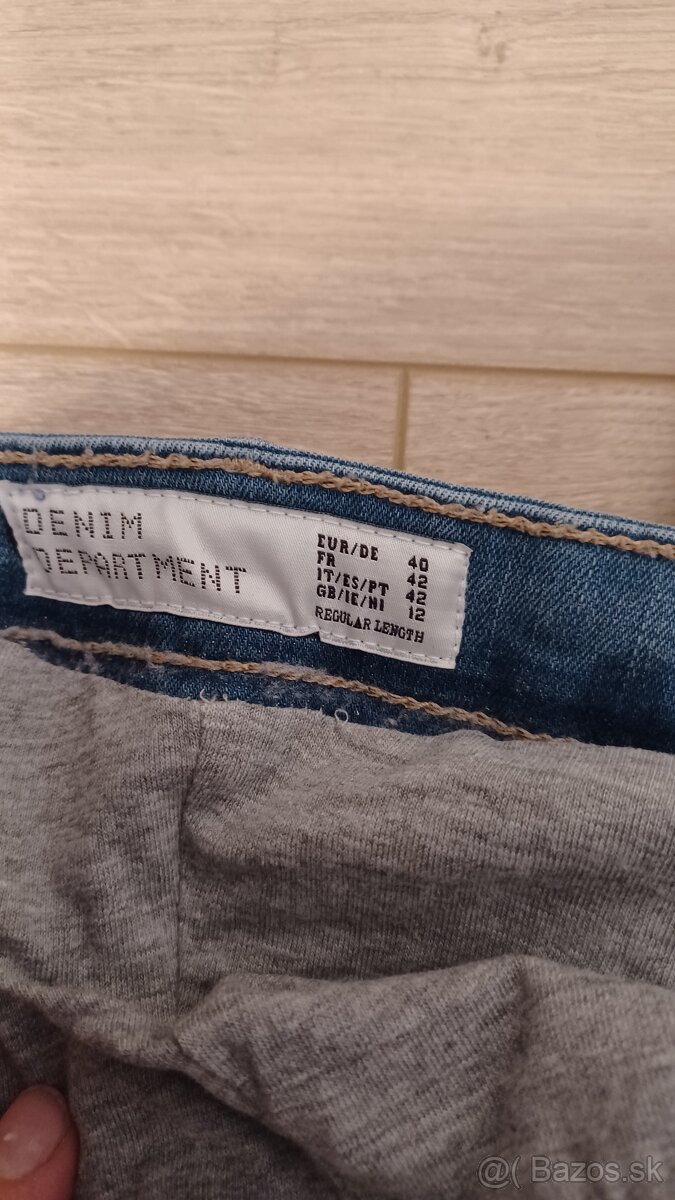 DENIM
DEPARTMENT
EUR/DE 40
FR 42
IT/ES/PT 42
GB/IE/NI 12
REGULAR LENGTH
@( Bazos.sk